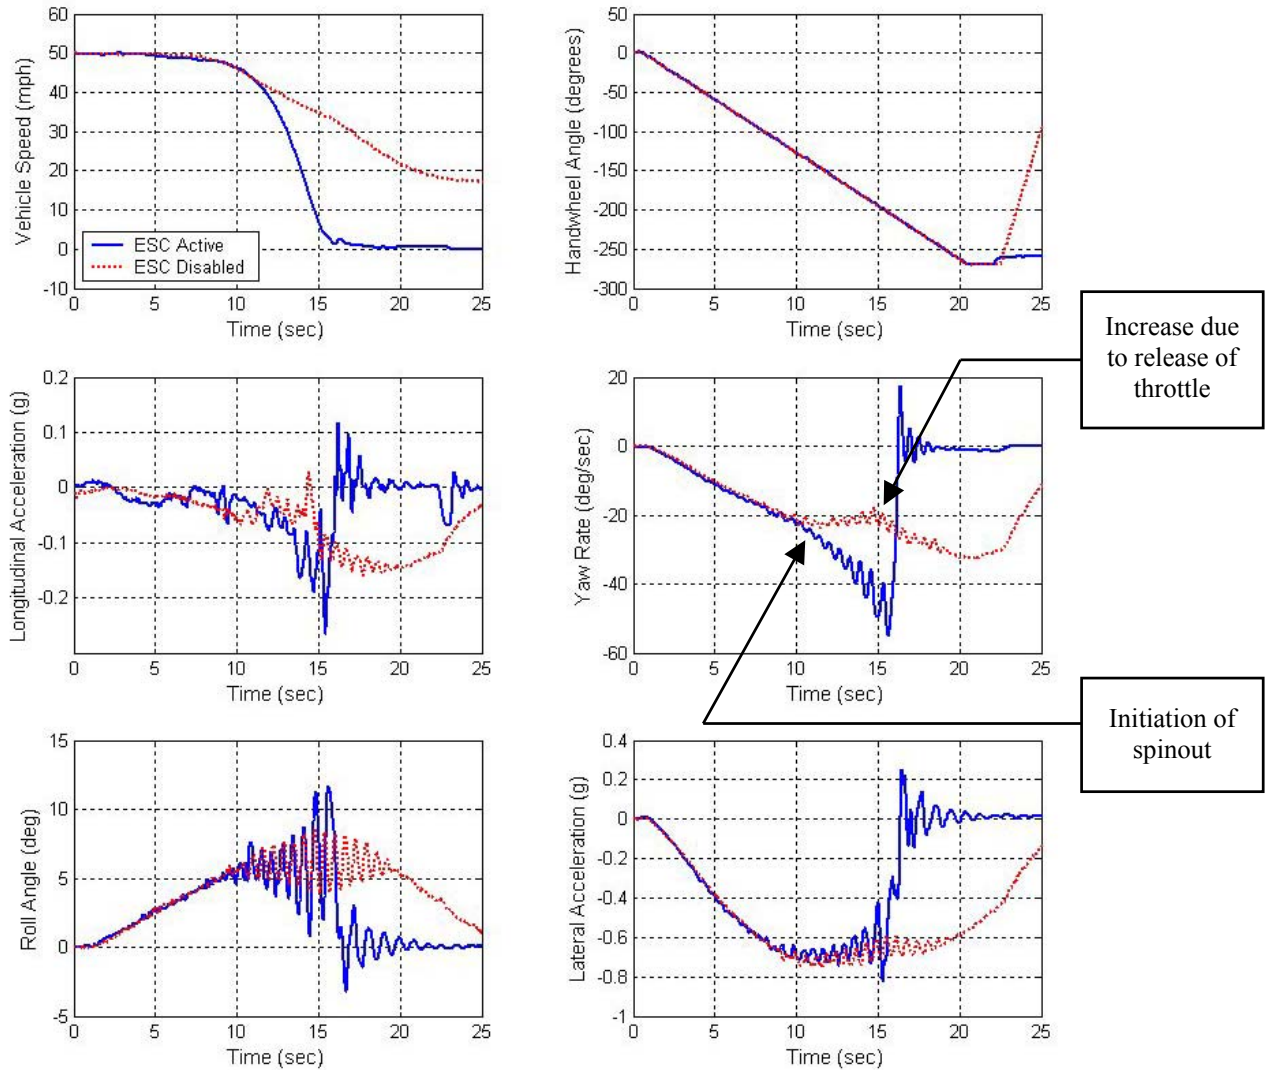 60
50
40
30
20
10
0
-10
Vehicle Speed (mph)
ESC Active
ESC Disabled
0 5 10 15 20 25
Time (sec)
50
0
-50
-100
-150
-200
-250
-300
Handwheel Angle (degrees)
0 5 10 15 20 25
Time (sec)
Increase due
to release of
throttle
0.2
0.1
0
-0.1
-0.2
Longitudinal Acceleration (g)
0 5 10 15 20 25
Time (sec)
20
0
-20
-40
-60
Yaw Rate (deg/sec)
0 5 10 15 20 25
Time (sec)
Initiation of
spinout
15
10
5
0
-5
Roll Angle (deg)
0 5 10 15 20 25
Time (sec)
0.4
0.2
0
-0.2
-0.4
-0.6
-0.8
-1
Lateral Acceleration (g)
0 5 10 15 20 25
Time (sec)